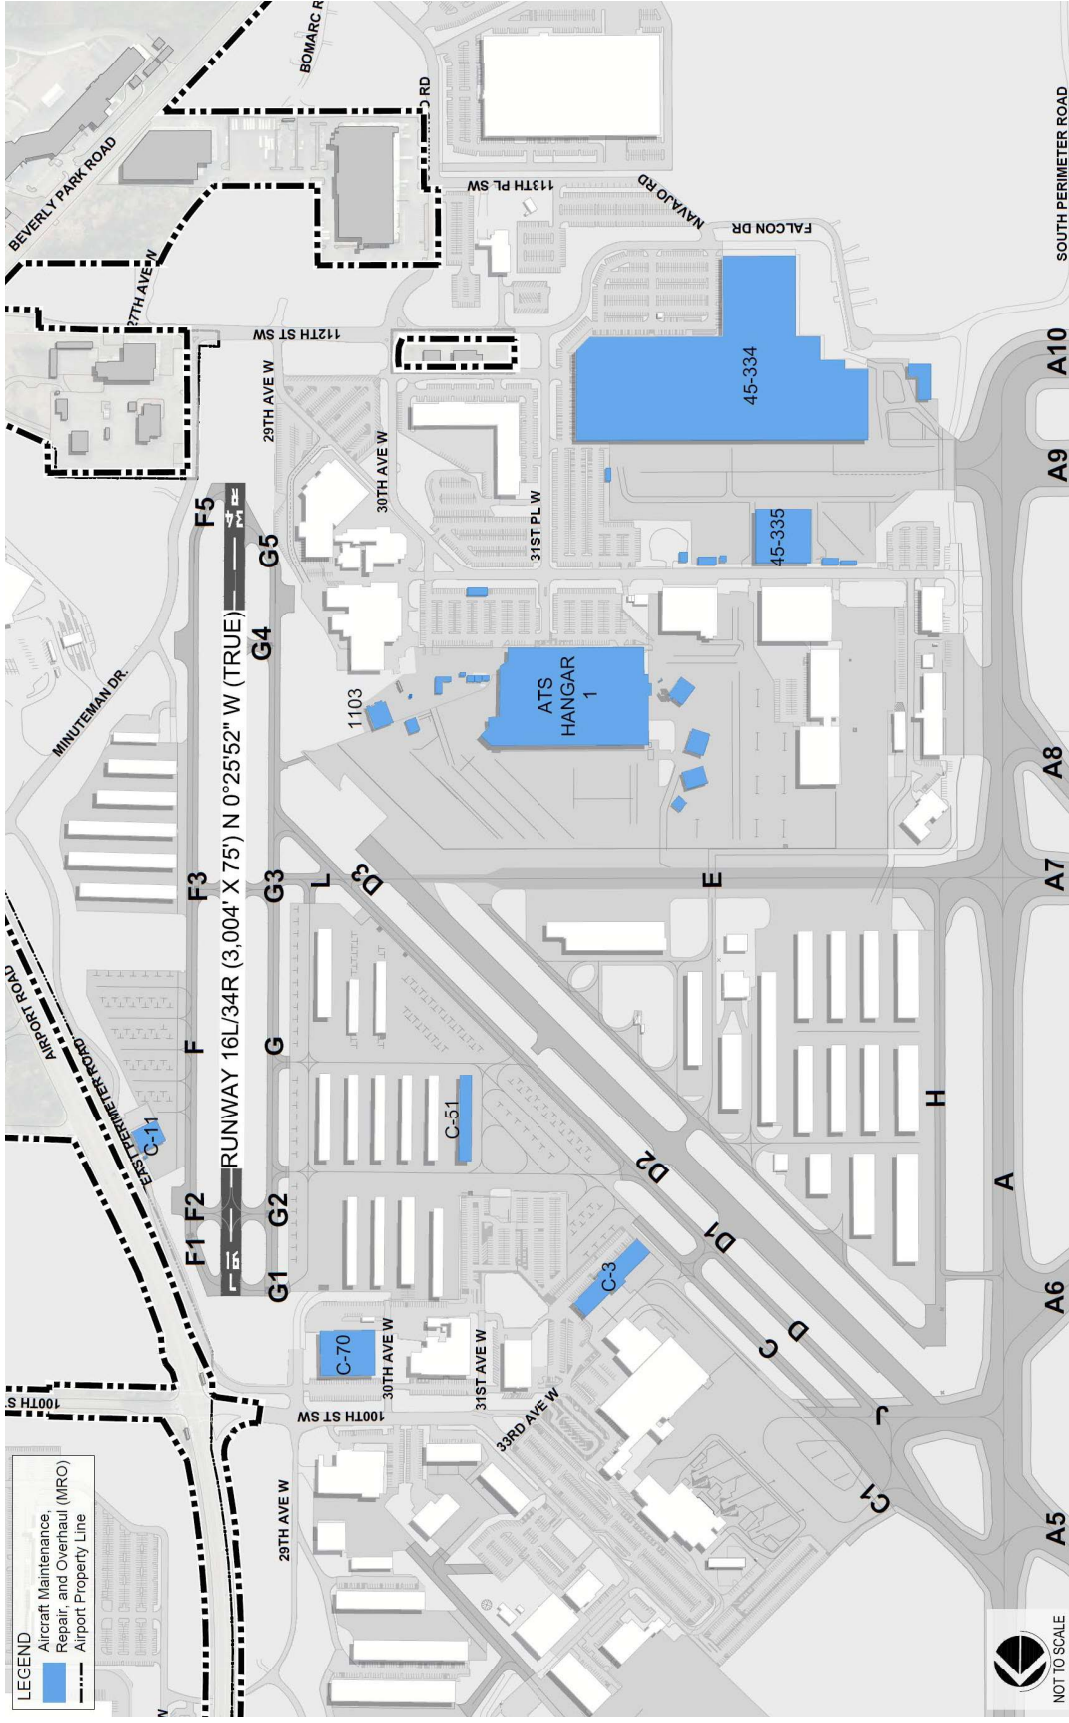 LEGEND
Aircraft Maintenance,
Repair, and Overhaul (MRO)
Airport Property Line
NOT TO SCALE
100TH ST SW
29TH AVE W
33RD AVE W
31ST AVE W
30TH AVE W
C-70
C-3
C-51
C-11
AIRPORT ROAD
EAST PERIMETER ROAD
MINUTEMAN DR.
F1
F2
F
F3
F5
16
L
RUNWAY 16L/34R (3,004' X 75') N 0°25'52" W (TRUE)
34
R
G1
G2
G
G3
G4
G5
L
D3
D2
D1
D
C
J
C1
E
H
A
A5
A6
A7
A8
A9
A10
1103
ATS
HANGAR
1
45-335
45-334
31ST PL W
30TH AVE W
29TH AVE W
112TH ST SW
27TH AVE W
BEVERLY PARK ROAD
BOMARC R
113TH PL SW
NAVAJO RD
FALCON DR
SOUTH PERIMETER ROAD